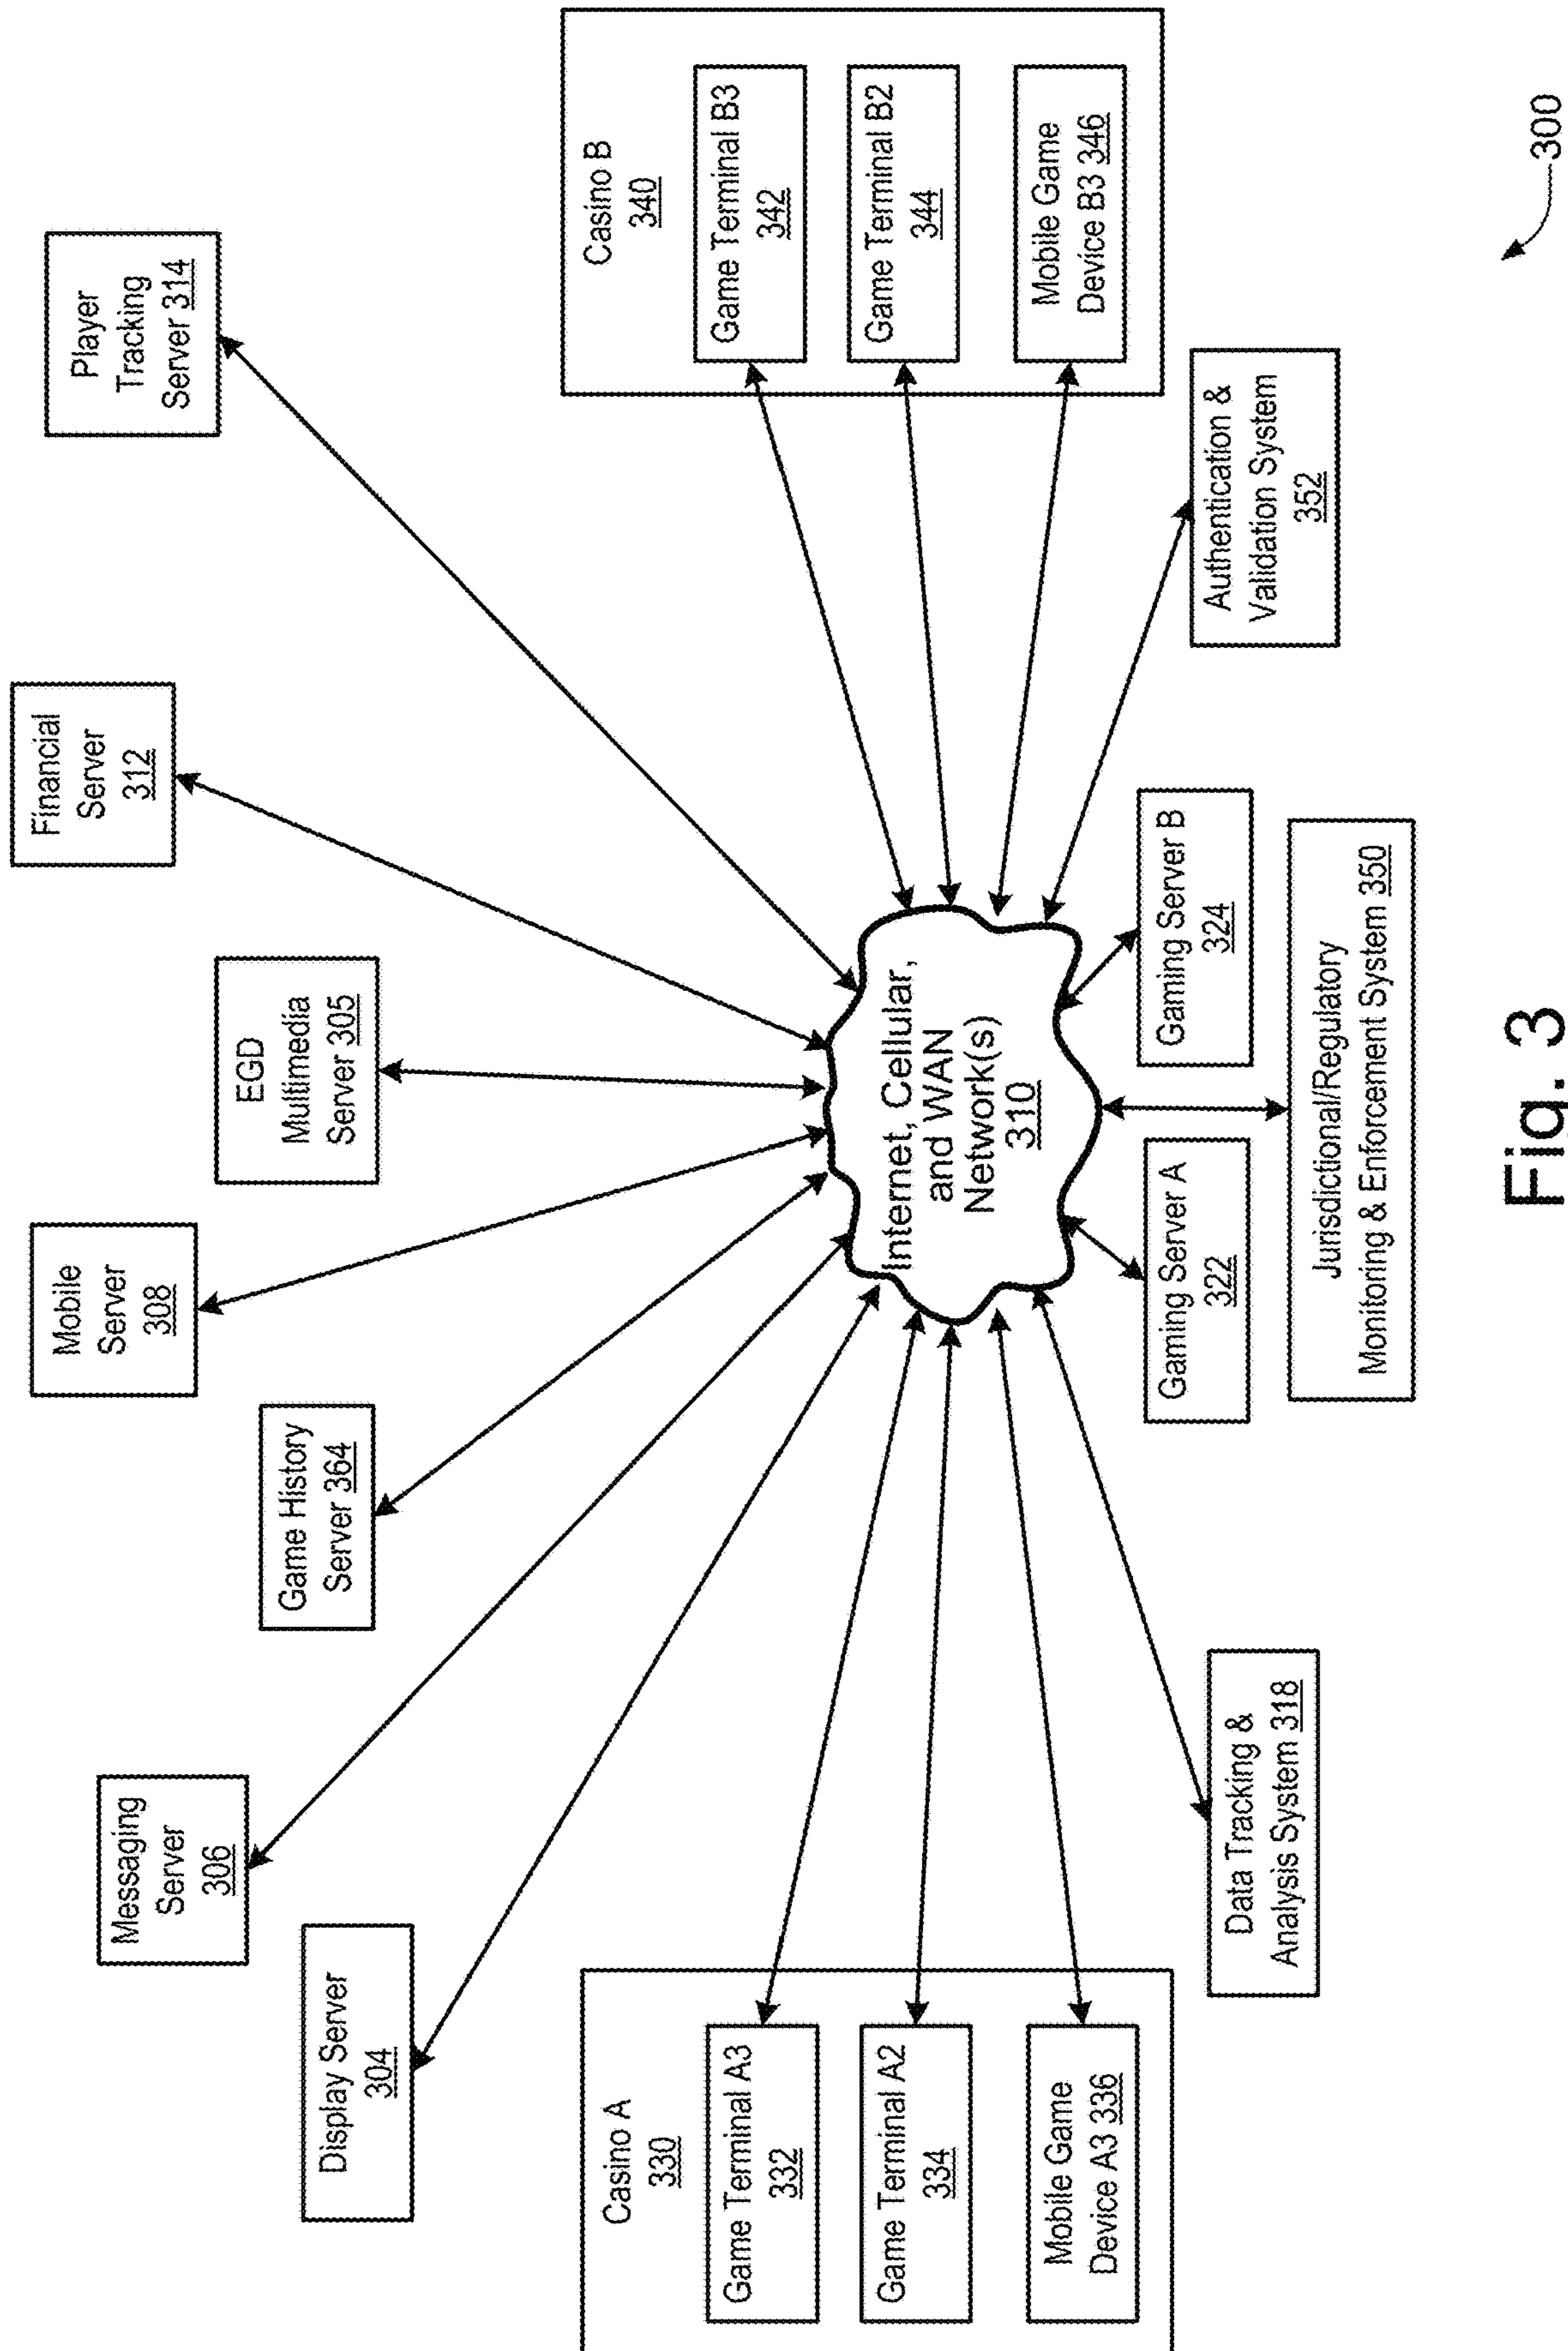 Messaging
Server
306
Mobile
Server
308
Financial
Server
312
Player
Tracking
Server 314
Display Server
304
Game History
Server 364
EGD
Multimedia
Server 305
Casino A
330
Game Terminal A3
332
Game Terminal A2
334
Mobile Game
Device A3 336
Internet, Cellular,
and WAN
Network(s)
310
Casino B
340
Game Terminal B3
342
Game Terminal B2
344
Mobile Game
Device B3 346
Data Tracking &
Analysis System 318
Gaming Server A
322
Gaming Server B
324
Authentication &
Validation System
352
Jurisdictional/Regulatory
Monitoring & Enforcement System 350
Fig. 3
300